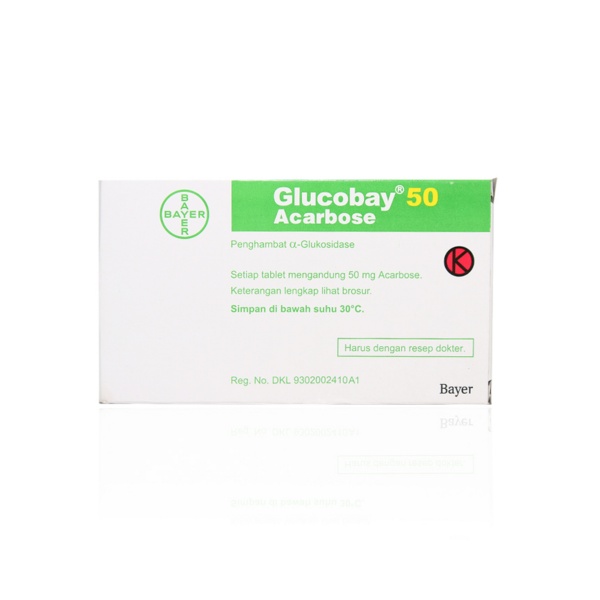 BAYER
BAYER
Glucobay® 50
Acarbose
Penghambat α-Glukosidase
K
Setiap tablet mengandung 50 mg Acarbose.
Keterangan lengkap lihat brosur.
Simpan di bawah suhu 30°C.
Harus dengan resep dokter.
Reg. No. DKL 9302002410A1
Bayer